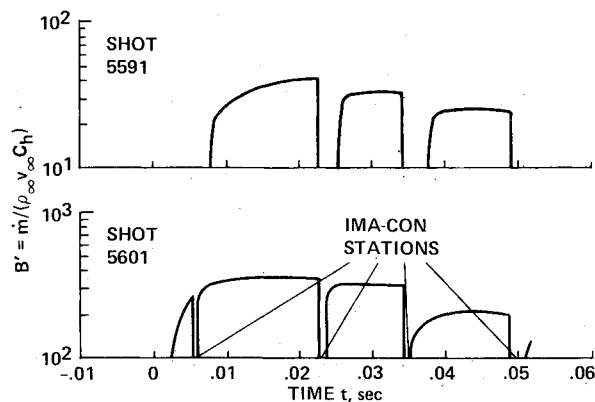 10²
SHOT
5591
10¹
B′ = ṁ/(ρ∞ v∞ Cₕ)
10³
SHOT
5601
IMA-CON
STATIONS
10²
-.01 0 .01 .02 .03 .04 .05 .06
TIME t, sec